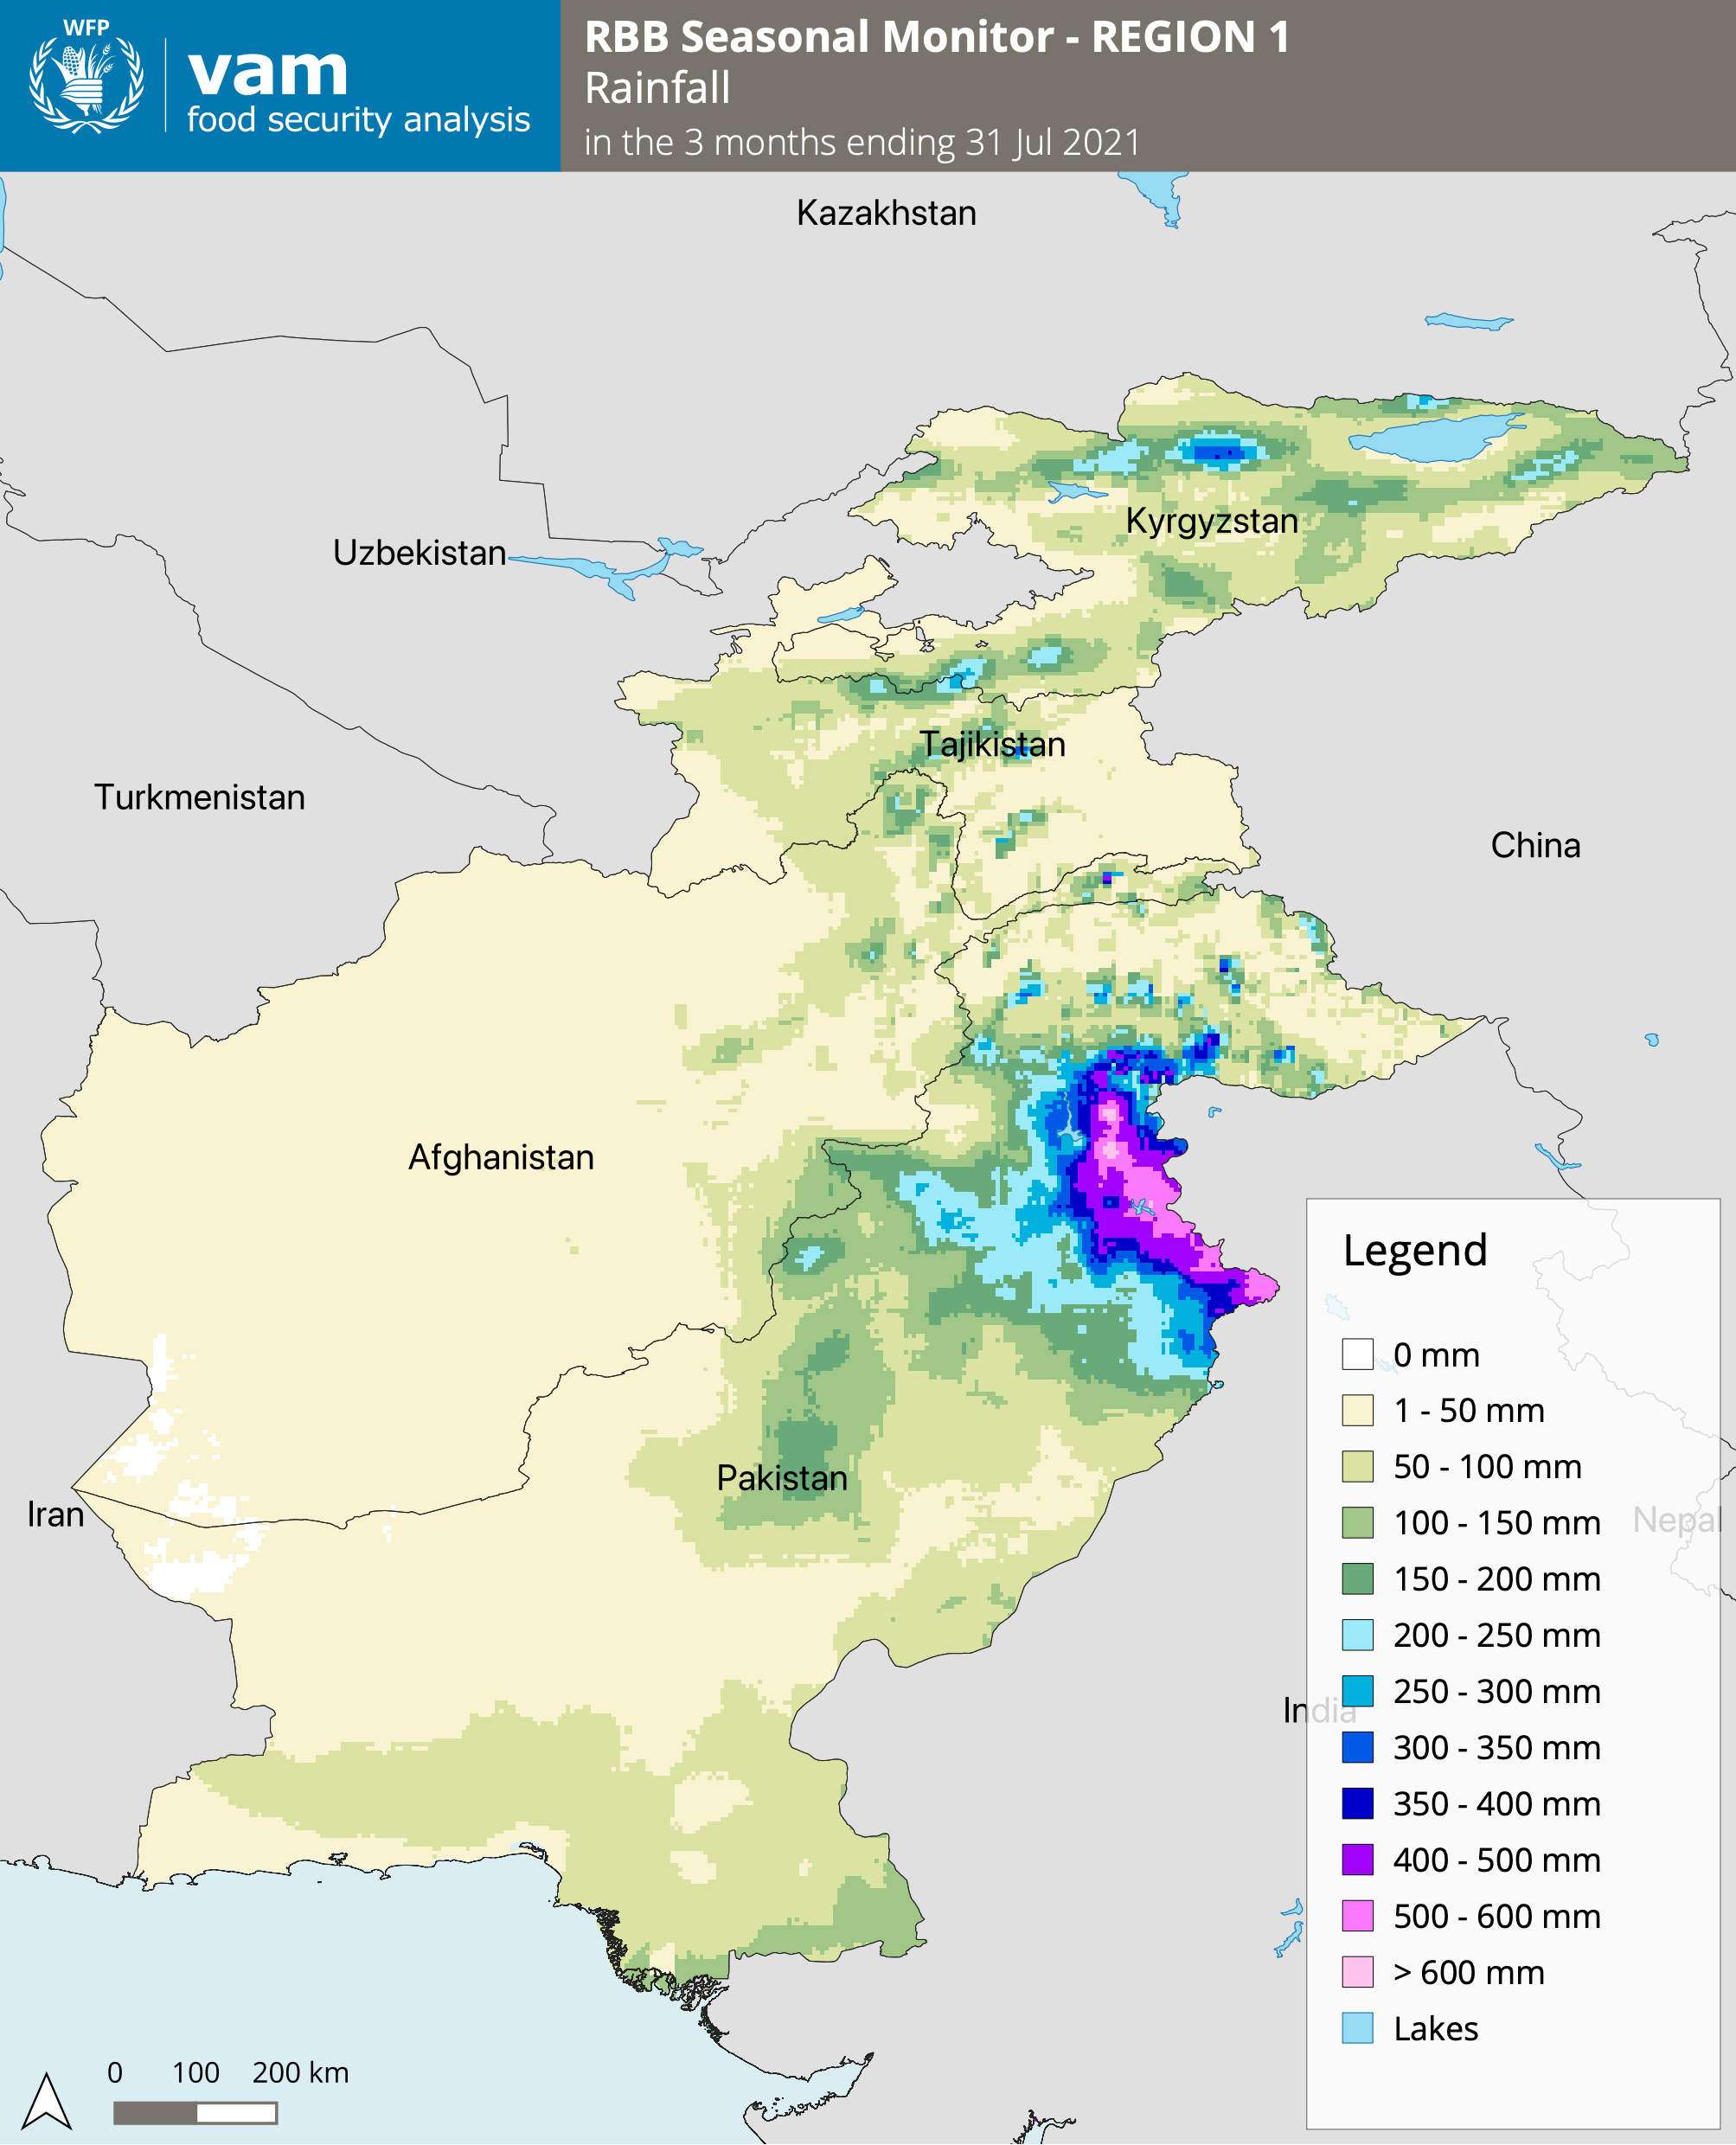 WFP
vam
food security analysis
RBB Seasonal Monitor - REGION 1
Rainfall
in the 3 months ending 31 Jul 2021
Kazakhstan
Kyrgyzstan
Uzbekistan
Tajikistan
Turkmenistan
China
Afghanistan
Pakistan
Iran
Nepal
India
Legend
0 mm
1 - 50 mm
50 - 100 mm
100 - 150 mm
150 - 200 mm
200 - 250 mm
250 - 300 mm
300 - 350 mm
350 - 400 mm
400 - 500 mm
500 - 600 mm
> 600 mm
Lakes
0 100 200 km